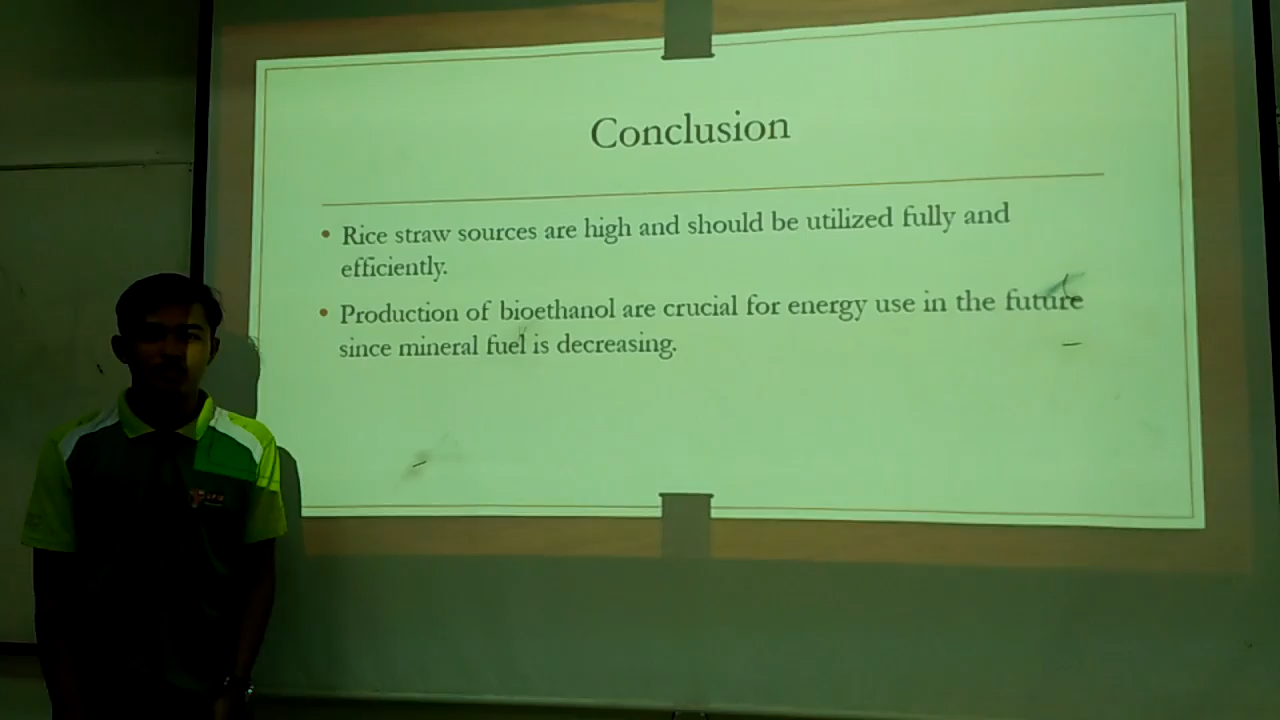 Conclusion
• Rice straw sources are high and should be utilized fully and
efficiently.
• Production of bioethanol are crucial for energy use in the future
since mineral fuel is decreasing.